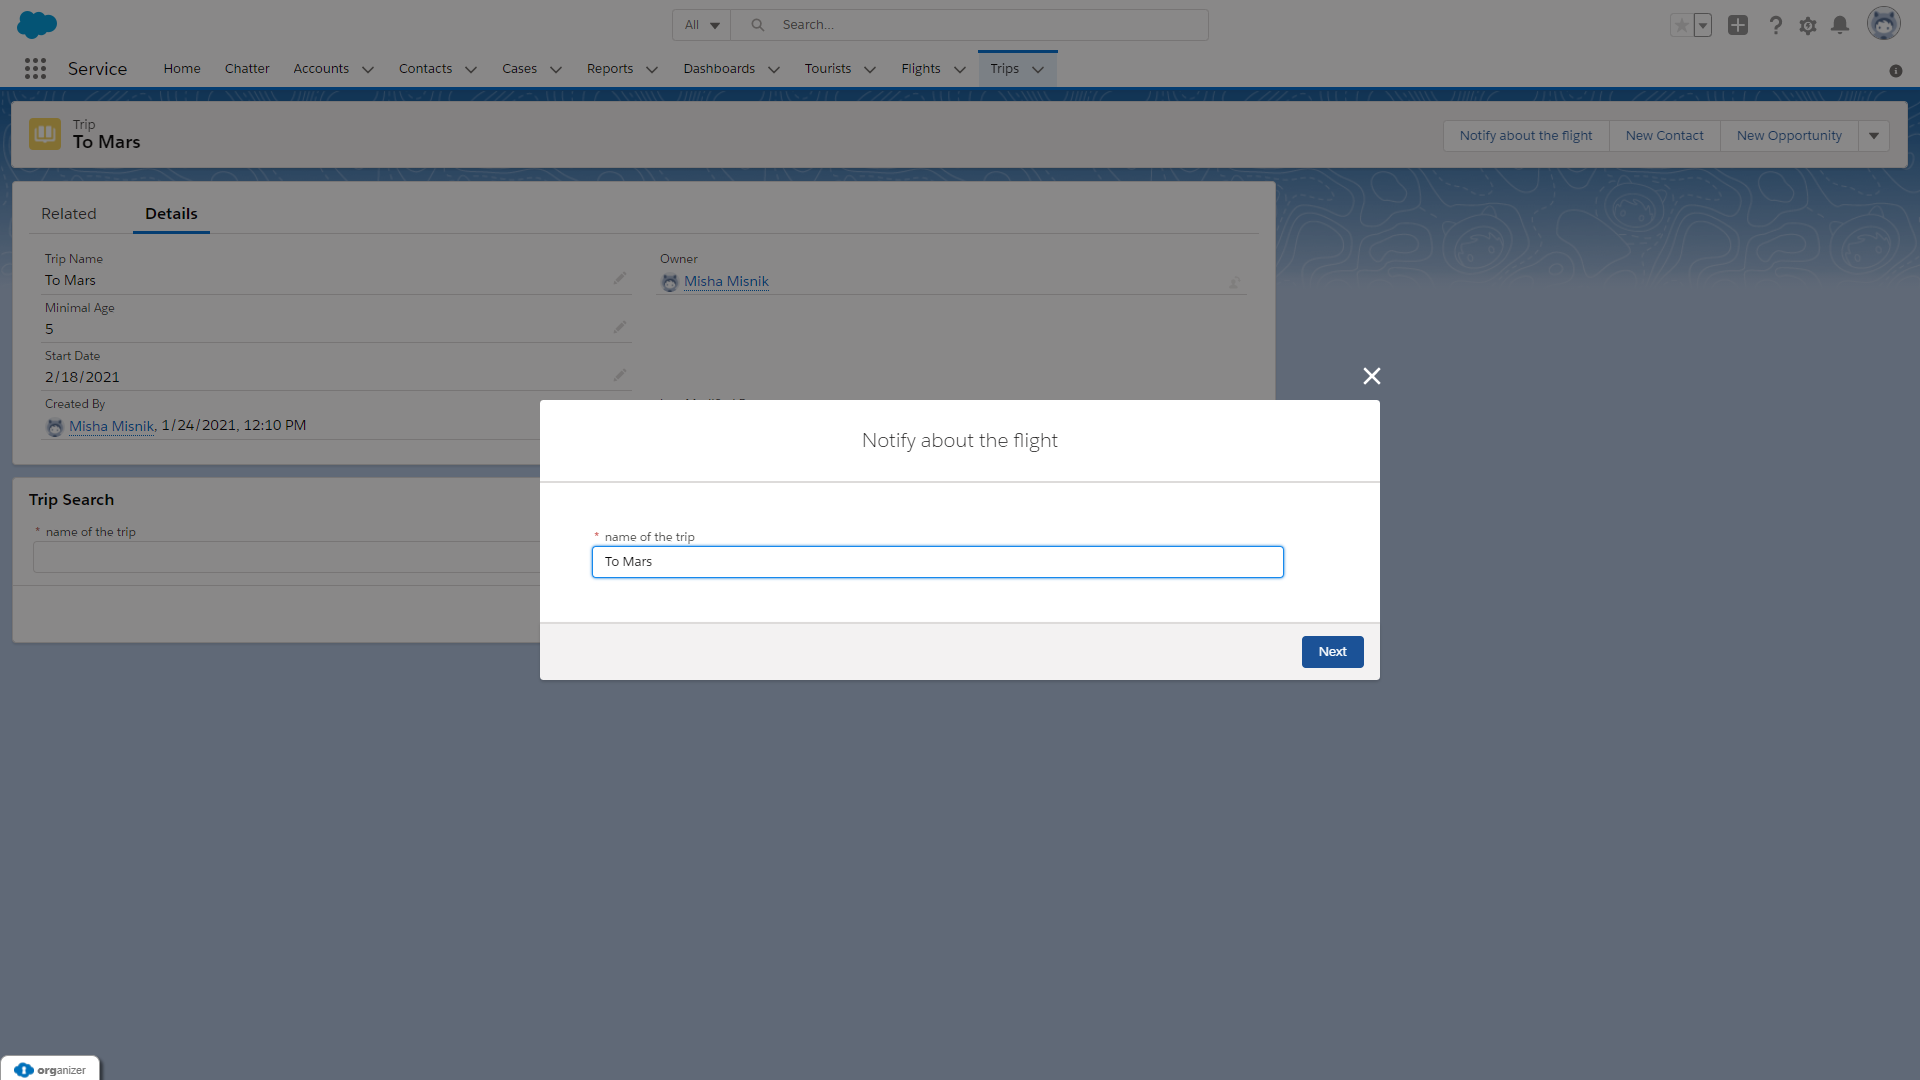 All
Search...
Service
Home
Chatter
Accounts
Contacts
Cases
Reports
Dashboards
Tourists
Flights
Trips
Trip
To Mars
Notify about the flight
New Contact
New Opportunity
Related
Details
Trip Name
To Mars
Owner
Misha Misnik
Minimal Age
5
Start Date
2/18/2021
Created By
Misha Misnik, 1/24/2021, 12:10 PM
Notify about the flight
* name of the trip
To Mars
Next
Trip Search
* name of the trip
organizer